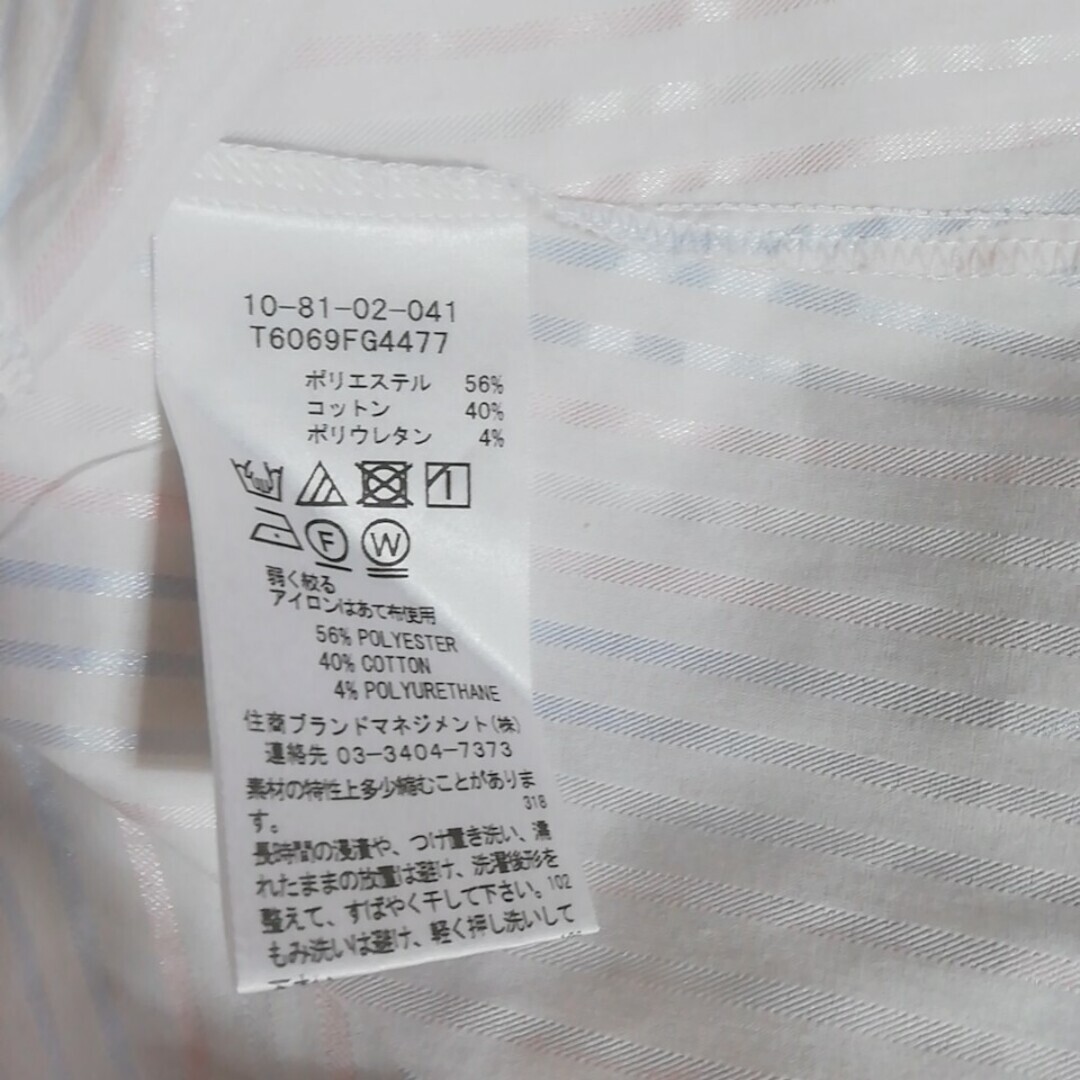 10-81-02-041
T6069FG4477
ポリエステル 56%
コットン 40%
ポリウレタン 4%
F W
弱く絞る
アイロンはあて布使用
56% POLYESTER
40% COTTON
4% POLYURETHANE
住商ブランドマネジメント(株)
連絡先 03-3404-7373
素材の特性上多少縮むことがありま
す。 318
長時間の浸漬や、つけ置き洗い、濡
れたままの放置は避け、洗濯後形を
整えて、すばやく干して下さい。102
もみ洗いは避け、軽く押し洗いして